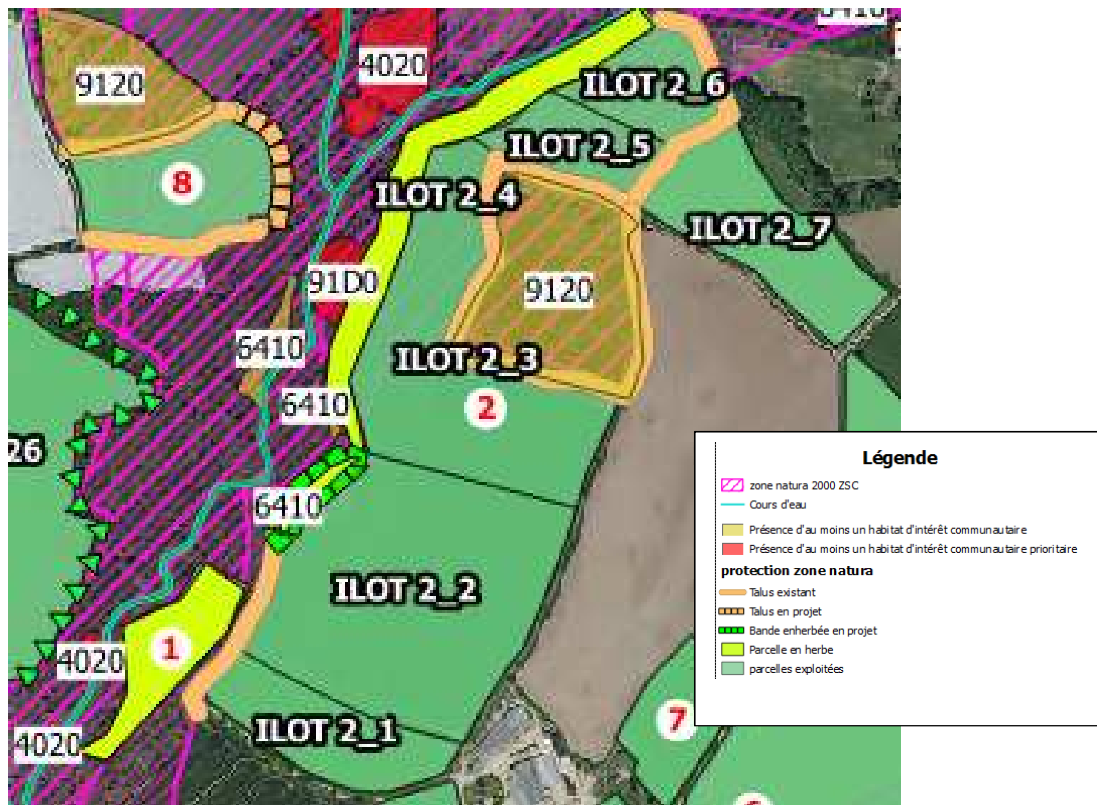 6410
4020
9120
ILOT 2_6
ILOT 2_5
8
ILOT 2_4
ILOT 2_7
91D0
9120
6410
ILOT 2_3
6410
2
26
6410
ILOT 2_2
1
4020
ILOT 2_1
7
4020
6
Légende
zone natura 2000 ZSC
Cours d'eau
Présence d'au moins un habitat d'intérêt communautaire
Présence d'au moins un habitat d'intérêt communautaire prioritaire
protection zone natura
Talus existant
Talus en projet
Bande enherbée en projet
Parcelle en herbe
parcelles exploitées